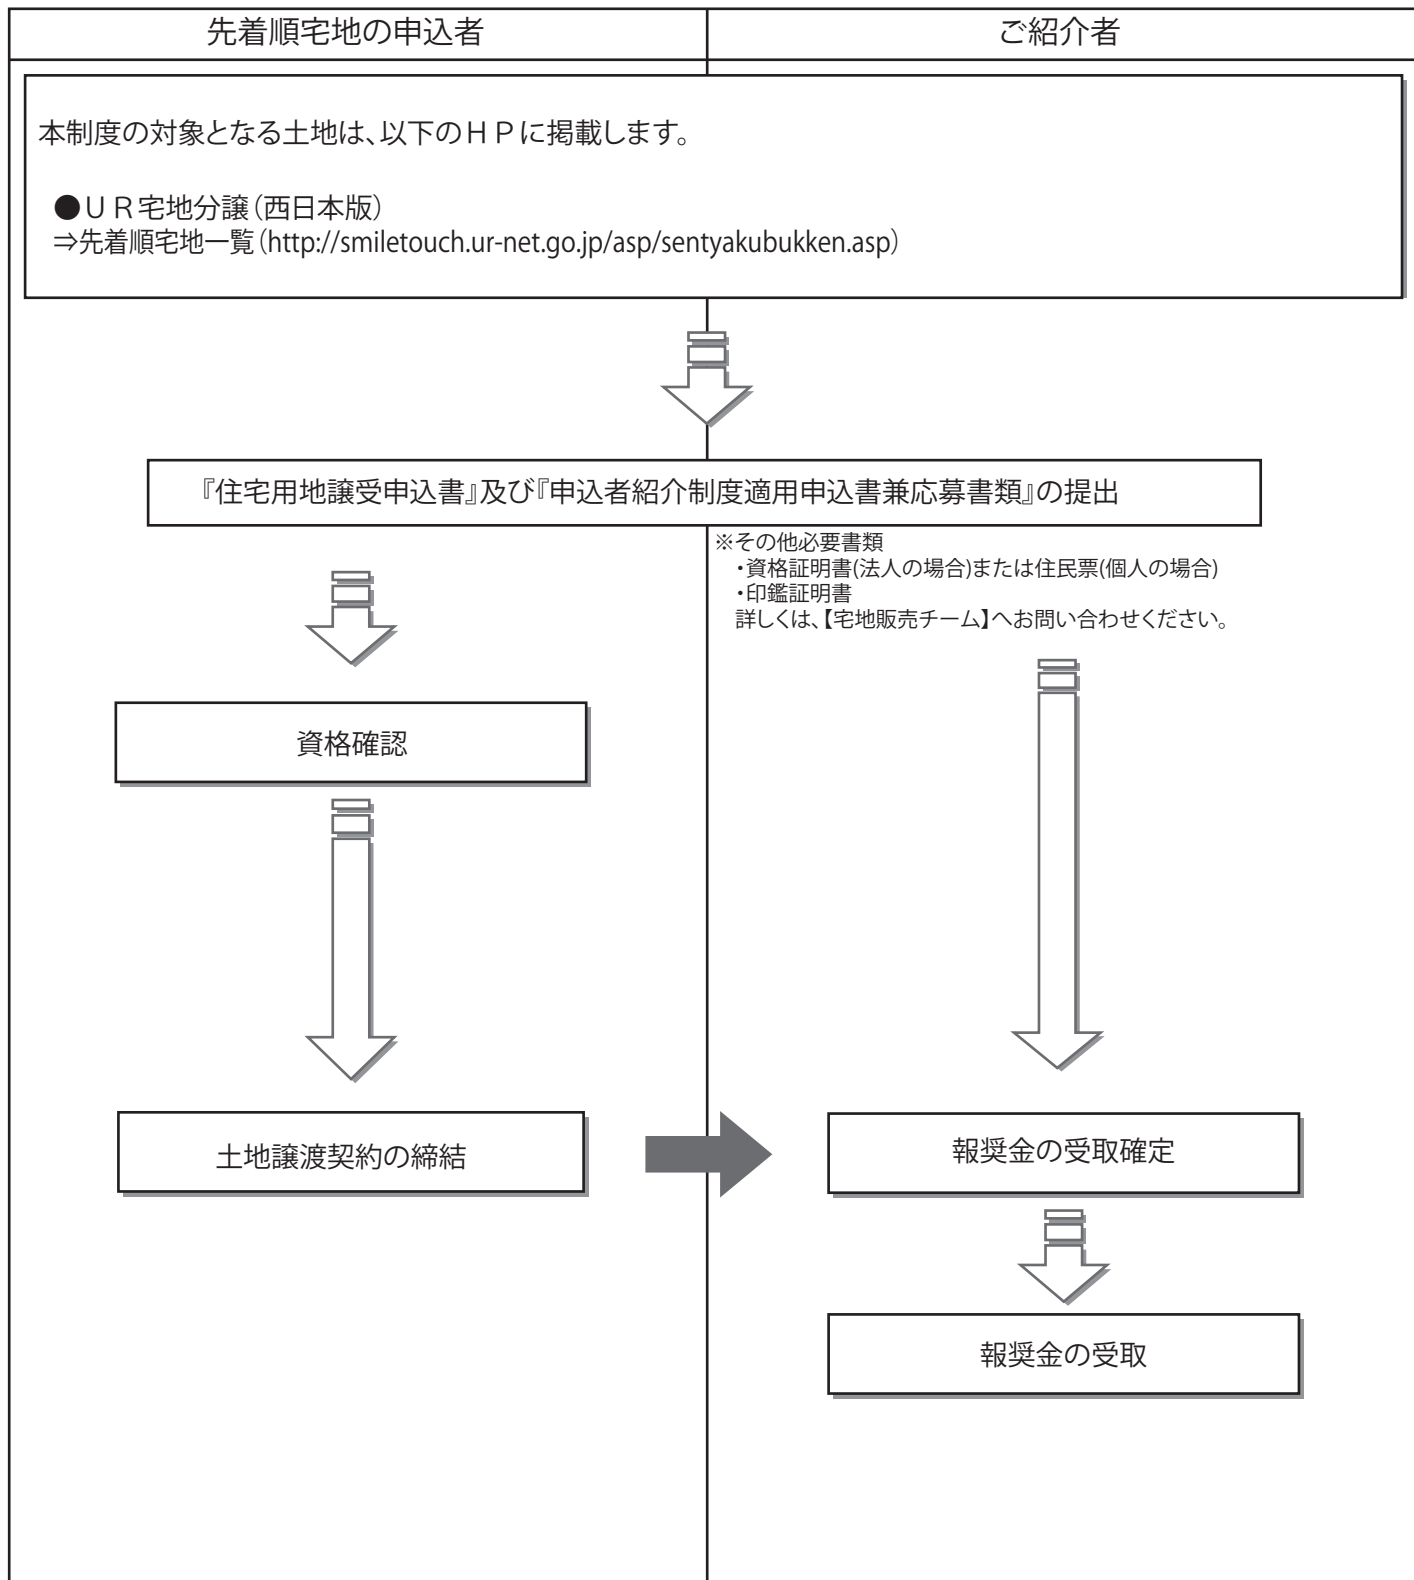 先着順宅地の申込者
ご紹介者
本制度の対象となる土地は、以下のＨＰに掲載します。
●ＵＲ宅地分譲（西日本版）
⇒先着順宅地一覧（http://smiletouch.ur-net.go.jp/asp/sentyakubukken.asp）
『住宅用地譲受申込書』及び『申込者紹介制度適用申込書兼応募書類』の提出
※その他必要書類
・資格証明書(法人の場合)または住民票(個人の場合)
・印鑑証明書
詳しくは、【宅地販売チーム】へお問い合わせください。
資格確認
土地譲渡契約の締結
報奨金の受取確定
報奨金の受取